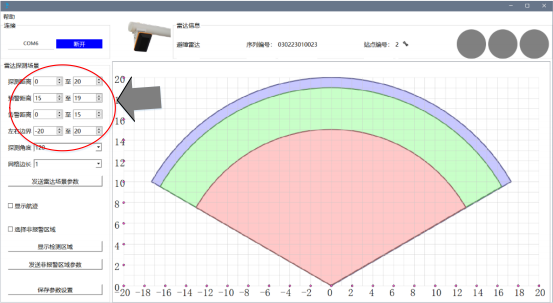 帮助
连接
COM6
断开
雷达信息
避障雷达 序列编号: 030223010023 站点编号: 2
雷达探测场景
探测距离 0 至 20
预警距离 15 至 19
告警距离 0 至 15
左右边界 -20 至 20
探测角度 120
网格边长 1
发送雷达场景参数
显示航迹
选择非报警区域
显示检测区域
发送非报警区域参数
保存参数设置
20
18
16
14
12
10
8
6
4
2
0
-20 -18 -16 -14 -12 -10 -8 -6 -4 -2 0 2 4 6 8 10 12 14 16 18 20